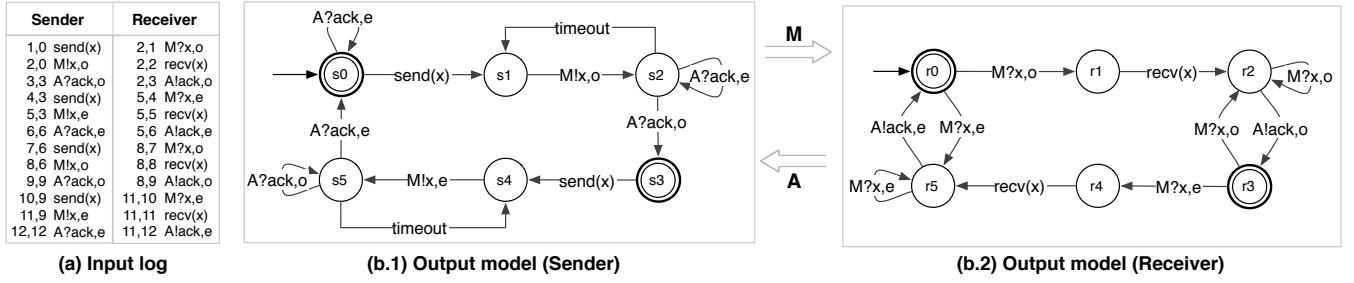 Sender Receiver
1,0 send(x) 2,1 M?x,o
2,0 M!x,o 2,2 recv(x)
3,3 A?ack,o 2,3 A!ack,o
4,3 send(x) 5,4 M?x,e
5,3 M!x,e 5,5 recv(x)
6,6 A?ack,e 5,6 A!ack,e
7,6 send(x) 8,7 M?x,o
8,6 M!x,o 8,8 recv(x)
9,9 A?ack,o 8,9 A!ack,o
10,9 send(x) 11,10 M?x,e
11,9 M!x,e 11,11 recv(x)
12,12 A?ack,e 11,12 A!ack,e
(a) Input log
A?ack,e
timeout
s0 send(x) s1 M!x,o s2 A?ack,e
A?ack,e A?ack,o
A?ack,o s5 M!x,e s4 send(x) s3
timeout
(b.1) Output model (Sender)
M
A
r0 M?x,o r1 recv(x) r2 M?x,o
A!ack,e M?x,e M?x,o A!ack,o
M?x,e r5 recv(x) r4 M?x,e r3
(b.2) Output model (Receiver)